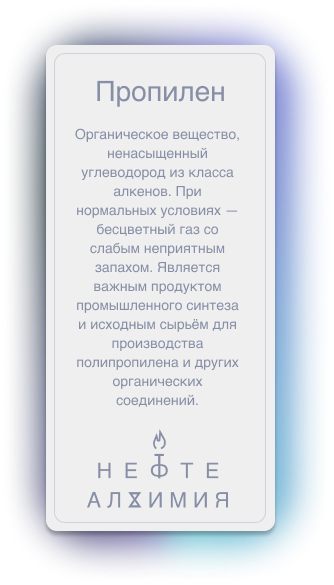 Пропилен
Органическое вещество,
ненасыщенный
углеводород из класса
алкенов. При
нормальных условиях —
бесцветный газ со
слабым неприятным
запахом. Является
важным продуктом
промышленного синтеза
и исходным сырьём для
производства
полипропилена и других
органических
соединений.
НЕФТЕ
АЛХИМИЯ